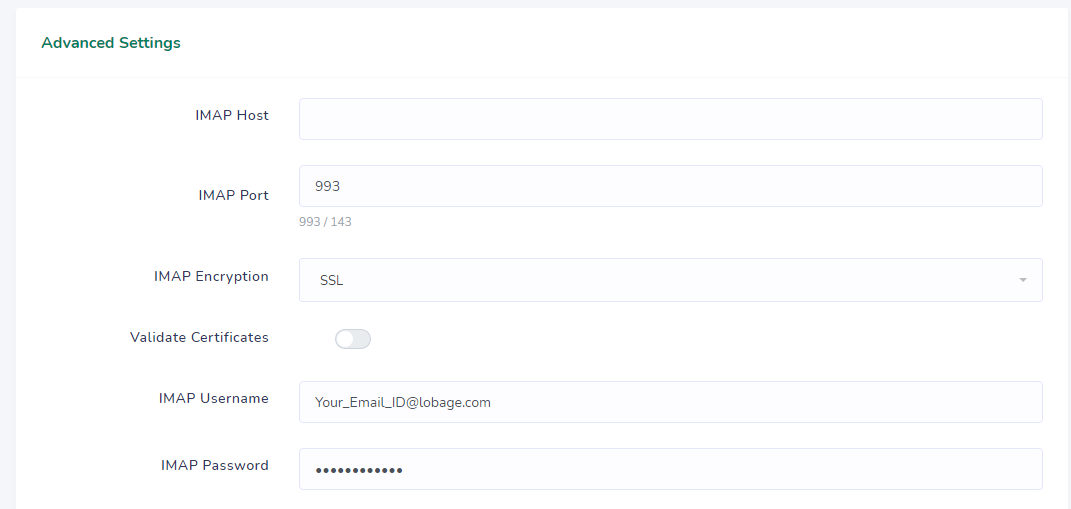 Advanced Settings
IMAP Host
IMAP Port
993
993 / 143
IMAP Encryption
SSL
Validate Certificates
IMAP Username
Your_Email_ID@lobage.com
IMAP Password
••••••••••••